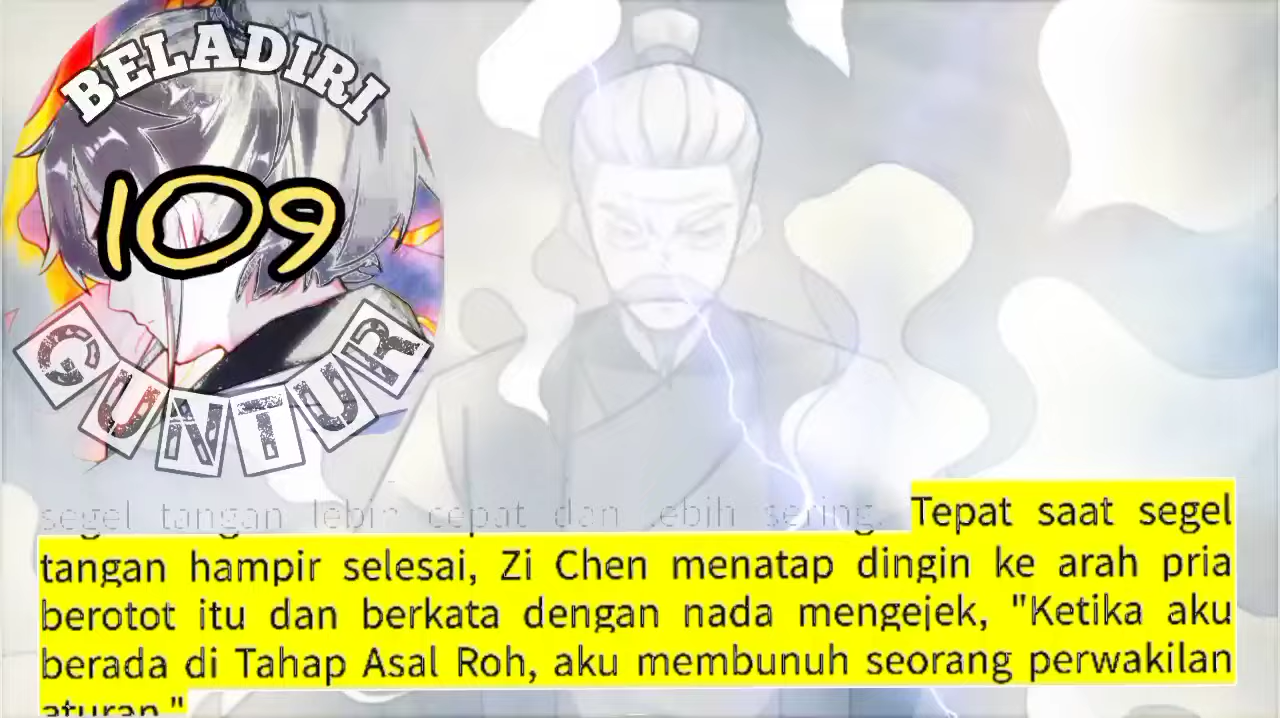 BELADIRI
109
GUNTUR
segel tangan lebih cepat dan lebih sering. Tepat saat segel
tangan hampir selesai, Zi Chen menatap dingin ke arah pria
berotot itu dan berkata dengan nada mengejek, "Ketika aku
berada di Tahap Asal Roh, aku membunuh seorang perwakilan
aturan."